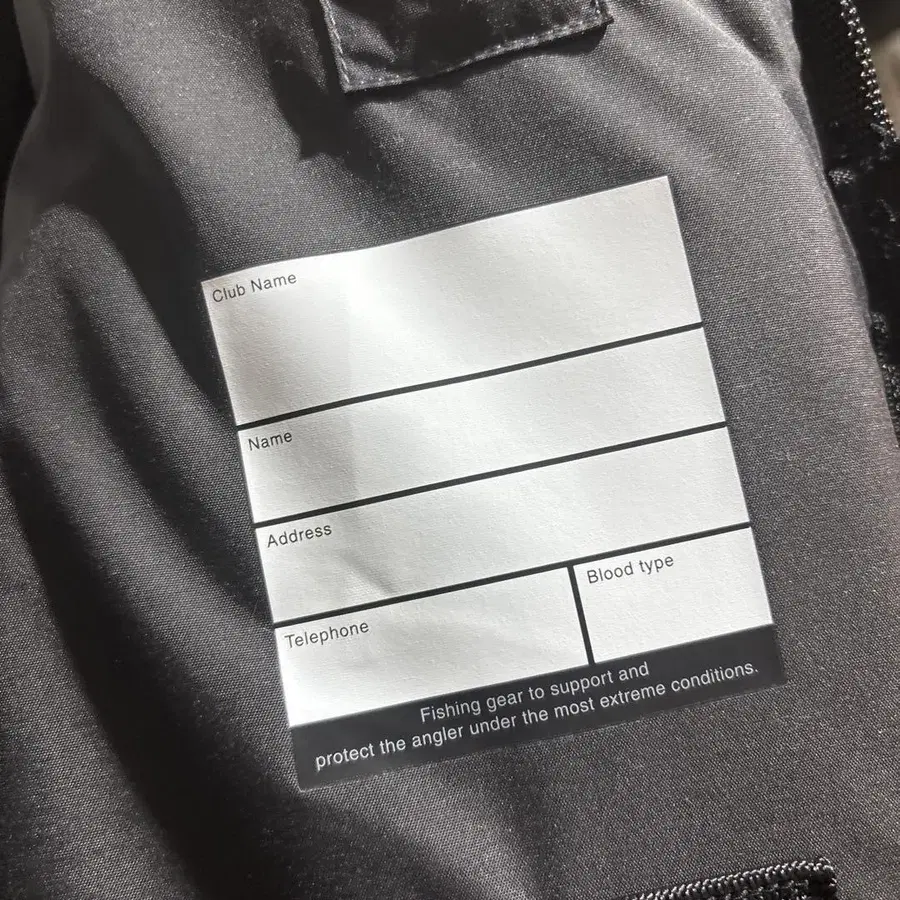 Club Name
Name
Address
Telephone
Blood type
Fishing gear to support and
protect the angler under the most extreme conditions.